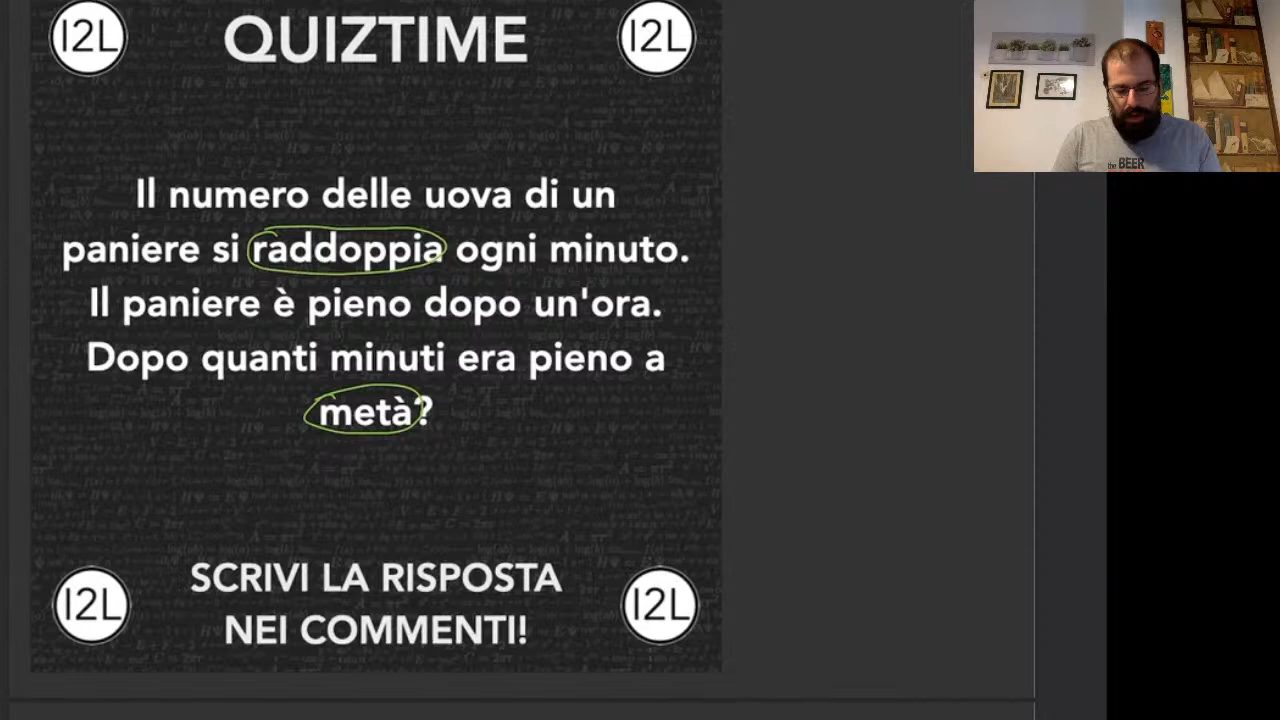 I2L QUIZTIME I2L
Il numero delle uova di un
paniere si raddoppia ogni minuto.
Il paniere è pieno dopo un'ora.
Dopo quanti minuti era pieno a
metà?
I2L SCRIVI LA RISPOSTA I2L
NEI COMMENTI!
the BEER